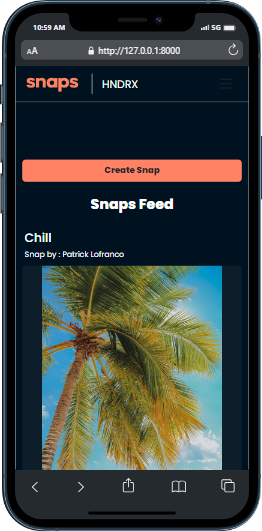 10:59 AM
5G
AA
http://127.0.0.1:8000
snaps
HNDRX
Create Snap
Snaps Feed
Chill
Snap by : Patrick Lofranco